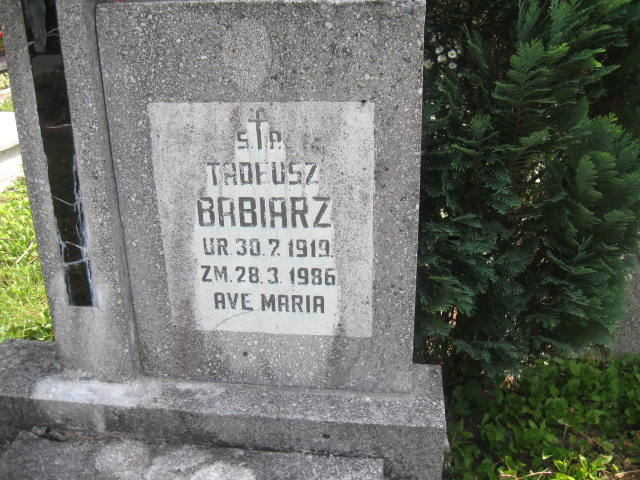 Ś.†P.
TADEUSZ
BABIARZ
UR. 30. 7. 1919.
ZM. 28. 3. 1986.
AVE MARIA